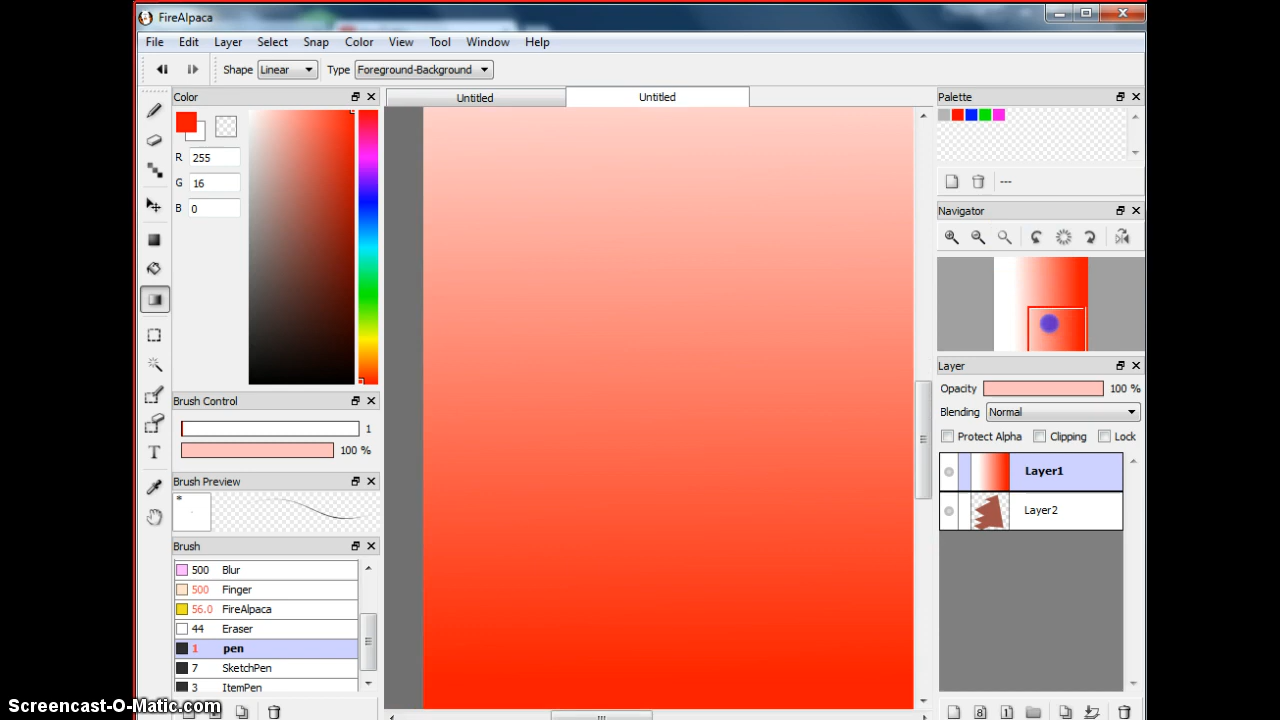 FireAlpaca
File Edit Layer Select Snap Color View Tool Window Help
Shape Linear Type Foreground-Background
Color
R 255
G 16
B 0
Brush Control
1
100 %
Brush Preview
*
Brush
500 Blur
500 Finger
56.0 FireAlpaca
44 Eraser
1 pen
7 SketchPen
3 ItemPen
Untitled Untitled
Palette
---
Navigator
Layer
Opacity 100 %
Blending Normal
Protect Alpha Clipping Lock
Layer1
Layer2
T
8 1
Screencast-O-Matic.com